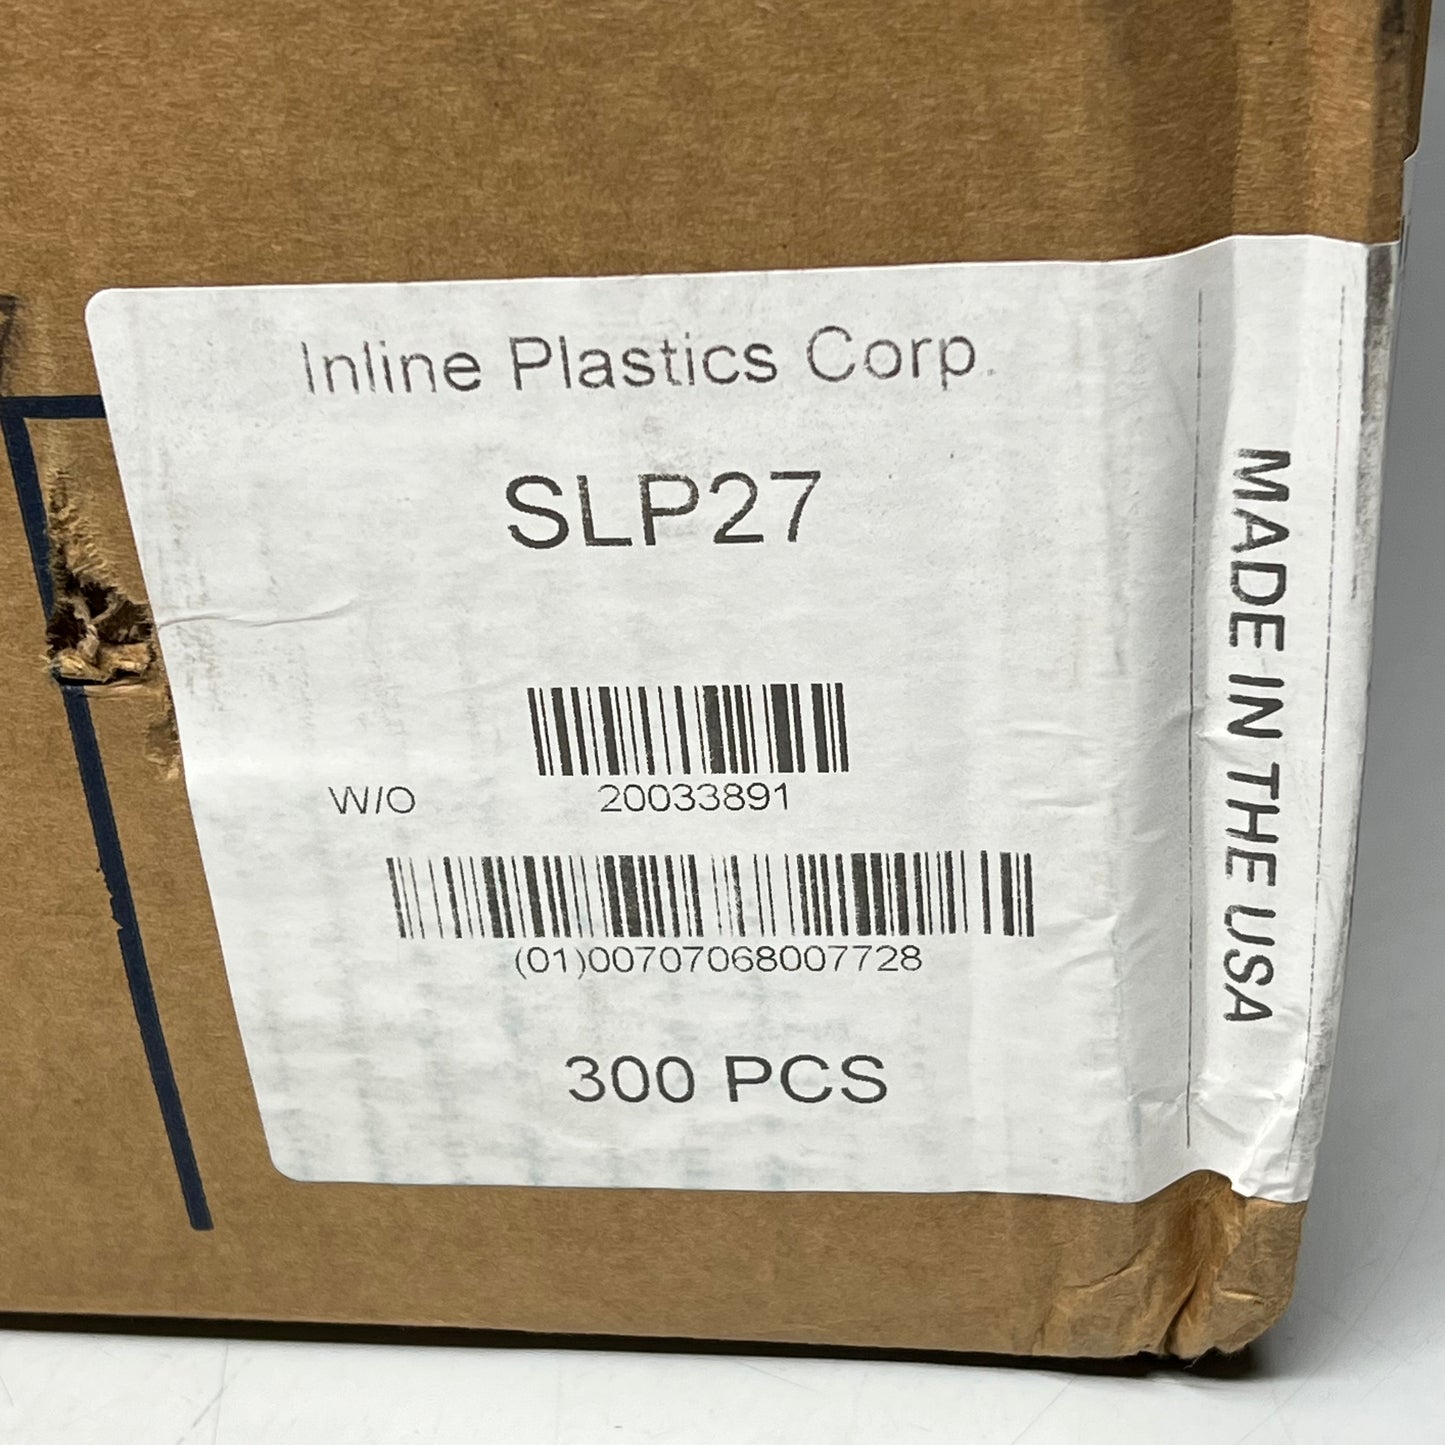 Inline Plastics Corp.
SLP27
W/O 20033891
(01)00707068007728
300 PCS
MADE IN THE USA